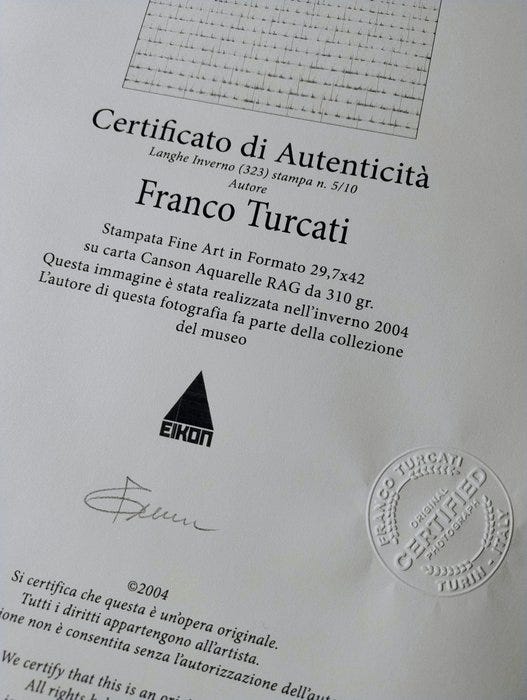 Certificato di Autenticità
Langhe Inverno (323) stampa n. 5/10
Autore
Franco Turcati
Stampata Fine Art in Formato 29,7x42
su carta Canson Aquarelle RAG da 310 gr.
Questa immagine è stata realizzata nell'inverno 2004
L'autore di questa fotografia fa parte della collezione
del museo
EIKON
FRANCO TURCATI
ORIGINAL
CERTIFIED
PHOTOGRAPH
TURIN - ITALY
©2004
Si certifica che questa è un'opera originale.
Tutti i diritti appartengono all'artista.
non è consentita senza l'autorizzazione
We certify that this is an
All rights